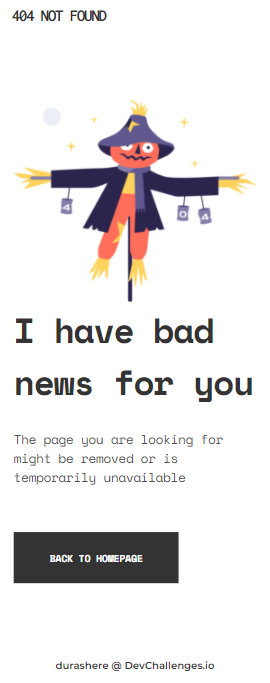 404 NOT FOUND
4
0
4
I have bad
news for you
The page you are looking for
might be removed or is
temporarily unavailable
BACK TO HOMEPAGE
durashere @ DevChallenges.io